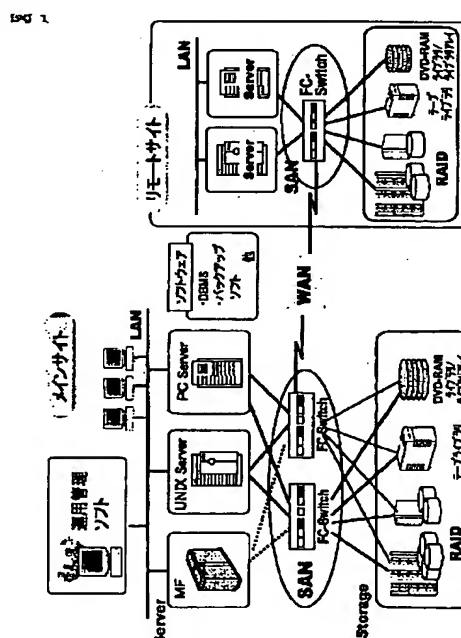 メインサイト
運用管理
ソフト
LAN
Server
MF
UNIX Server
PC Server
ソフトウェア
・DBMS
・バックアップ
ソフト
他
SAN
FC-Switch
FC-Switch
WAN
Storage
RAID
テープライブラリ
DVD-RAM
リモートサイト
LAN
Server
Server
SAN
FC-
Switch
RAID
テープ
ライブラリ
DVD-RAM